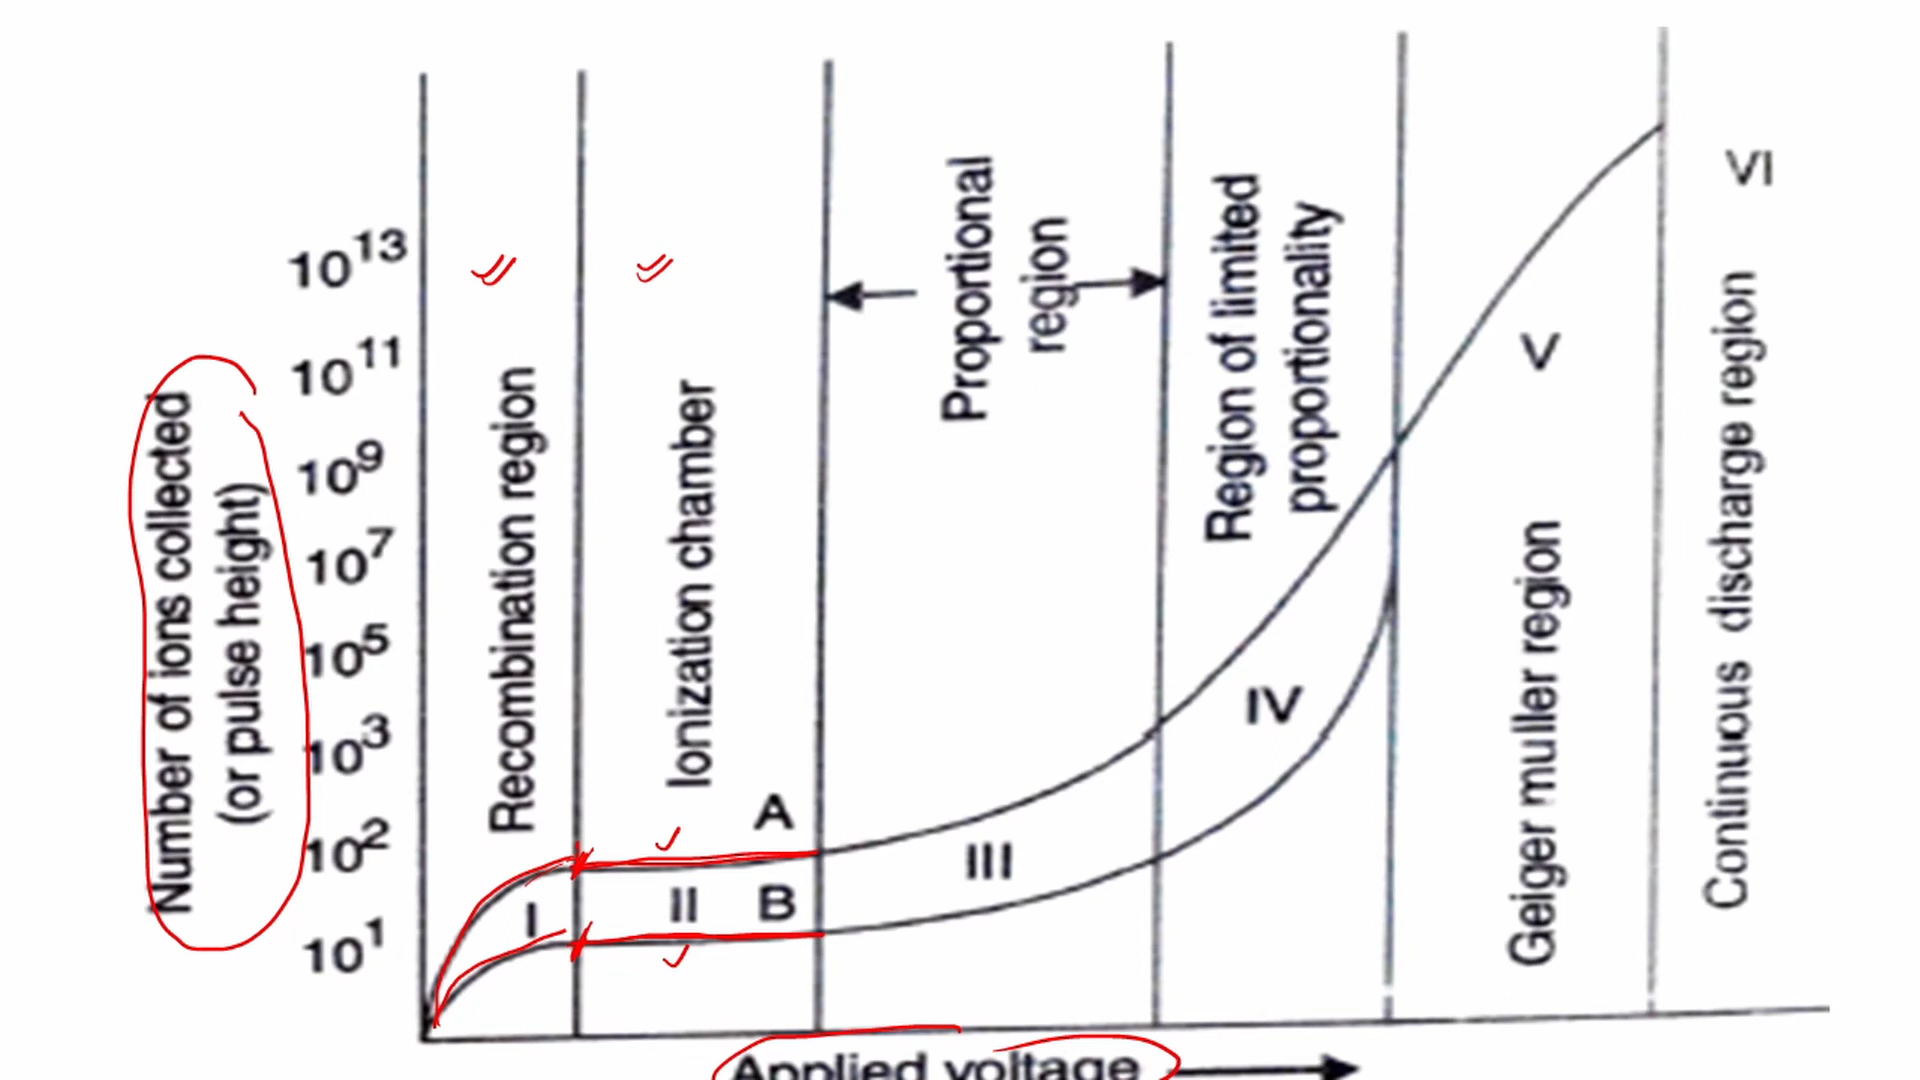 Number of ions collected
(or pulse height)
10¹³
10¹¹
10⁹
10⁷
10⁵
10³
10²
10¹
Recombination region
I
Ionization chamber
II
A
B
Proportional
region
III
Region of limited
proportionality
IV
V
Geiger muller region
VI
Continuous discharge region
Applied voltage